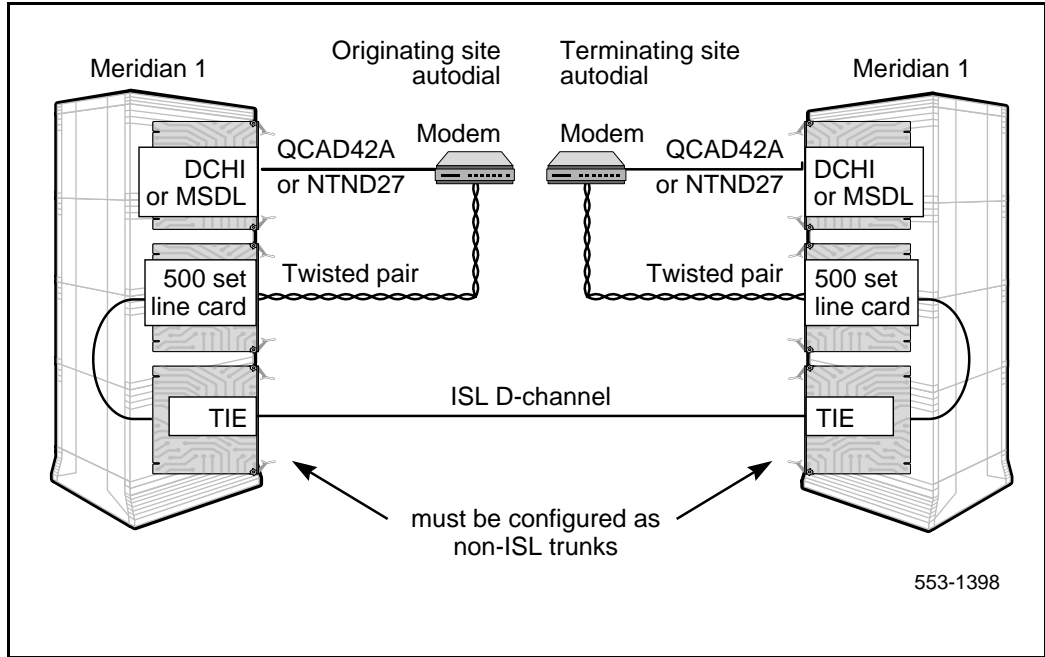 Originating site
autodial
Terminating site
autodial
Meridian 1
Meridian 1
Modem
Modem
QCAD42A
or NTND27
QCAD42A
or NTND27
DCHI
or MSDL
DCHI
or MSDL
500 set
line card
Twisted pair
Twisted pair
500 set
line card
ISL D-channel
TIE
TIE
must be configured as
non-ISL trunks
553-1398